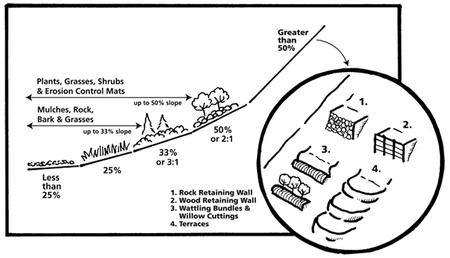 Greater
than
50%
Plants, Grasses, Shrubs
& Erosion Control Mats
up to 50% slope
Mulches, Rock,
Bark & Grasses
up to 33% slope
50%
or 2:1
33%
or 3:1
25%
Less
than
25%
1. Rock Retaining Wall
2. Wood Retaining Wall
3. Wattling Bundles &
Willow Cuttings
4. Terraces
1.
2.
3.
4.